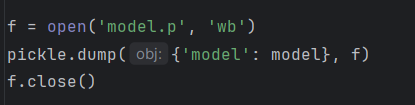 f = open('model.p', 'wb')
pickle.dump( obj: {'model': model}, f)
f.close()